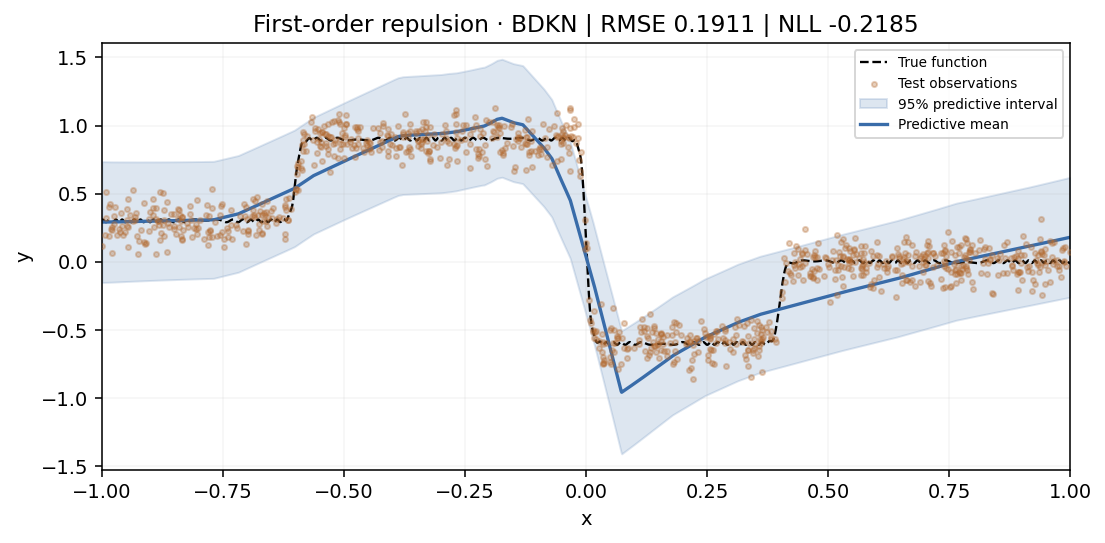 First-order repulsion · BDKN | RMSE 0.1911 | NLL -0.2185
True function
Test observations
95% predictive interval
Predictive mean
y
1.5
1.0
0.5
0.0
−0.5
−1.0
−1.5
−1.00 −0.75 −0.50 −0.25 0.00 0.25 0.50 0.75 1.00
x